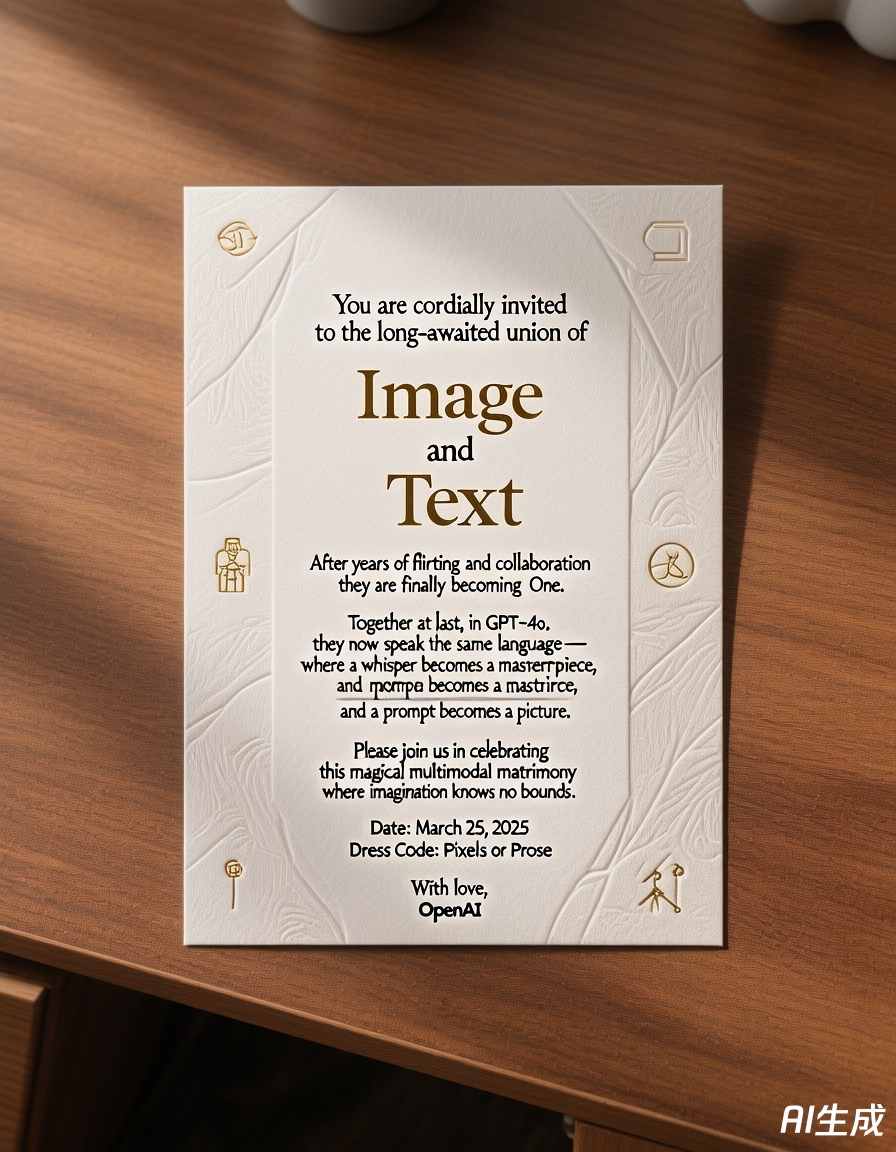 You are cordially invited
to the long-awaited union of
Image
and
Text
After years of flirting and collaboration
they are finally becoming One.
Together at last, in GPT-4o.
they now speak the same language—
where a whisper becomes a masterrpiece,
and becomes a mastrirce,
and a prompt becomes a picture.
Please join us in celebrating
this magical multimodal matrimony
where imagination knows no bounds.
Date: March 25, 2025
Dress Code: Pixels or Prose
With love,
OpenAI
AI生成